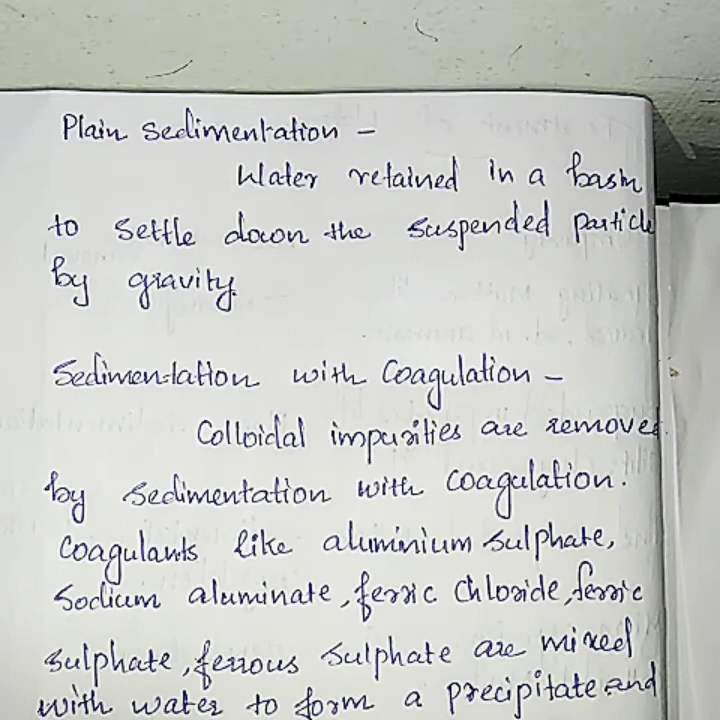 Plain Sedimentation -
Water retained in a basin
to settle down the suspended particle
by gravity.
Sedimentation with Coagulation -
Colloidal impurities are removed
by sedimentation with coagulation.
Coagulants like aluminium sulphate,
Sodium aluminate, ferric chloride, ferric
sulphate, ferrous sulphate are mixed
with water to form a precipitate and